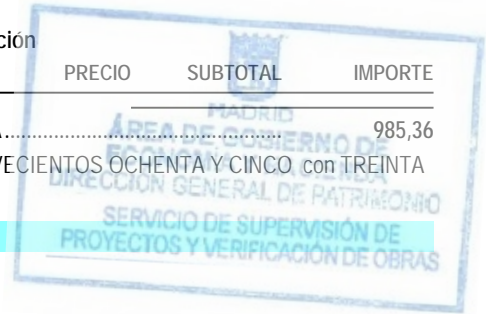 ción
PRECIO SUBTOTAL IMPORTE
MADRID
A.................................................................. 985,36
ÁREA DE GOBIERNO DE
VECIENTOS OCHENTA Y CINCO con TREINTA
ECONOMÍA
DIRECCIÓN GENERAL DE PATRIMONIO
SERVICIO DE SUPERVISIÓN DE
PROYECTOS Y VERIFICACIÓN DE OBRAS